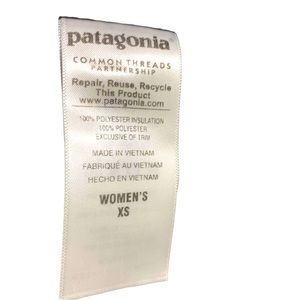 patagonia
COMMON THREADS
PARTNERSHIP
Repair, Reuse, Recycle
This Product
www.patagonia.com
100% POLYESTER INSULATION
100% POLYESTER
EXCLUSIVE OF TRIM
MADE IN VIETNAM
FABRIQUÉ AU VIETNAM
HECHO EN VIETNAM
WOMEN'S
XS